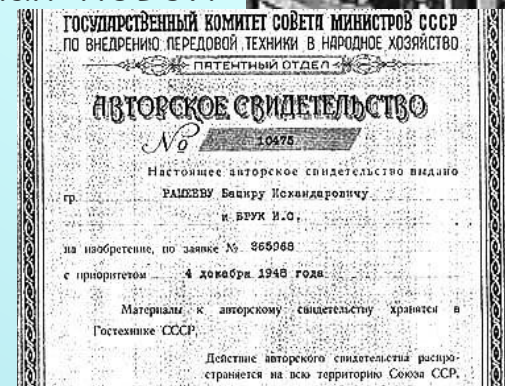 ГОСУДАРСТВЕННЫЙ КОМИТЕТ СОВЕТА МИНИСТРОВ СССР
ПО ВНЕДРЕНИЮ ПЕРЕДОВОЙ ТЕХНИКИ В НАРОДНОЕ ХОЗЯЙСТВО
ПАТЕНТНЫЙ ОТДЕЛ
АВТОРСКОЕ СВИДЕТЕЛЬСТВО
№ 10475
Настоящее авторское свидетельство выдано
гр. РАМЕЕВУ Баширу Искандаровичу
и БРУК И.С.
на изобретение, по заявке № 365968
с приоритетом 4 декабря 1948 года
Материалы к авторскому свидетельству хранятся в
Гостехнике СССР.
Действие авторского свидетельства распро-
страняется на всю территорию Союза ССР.